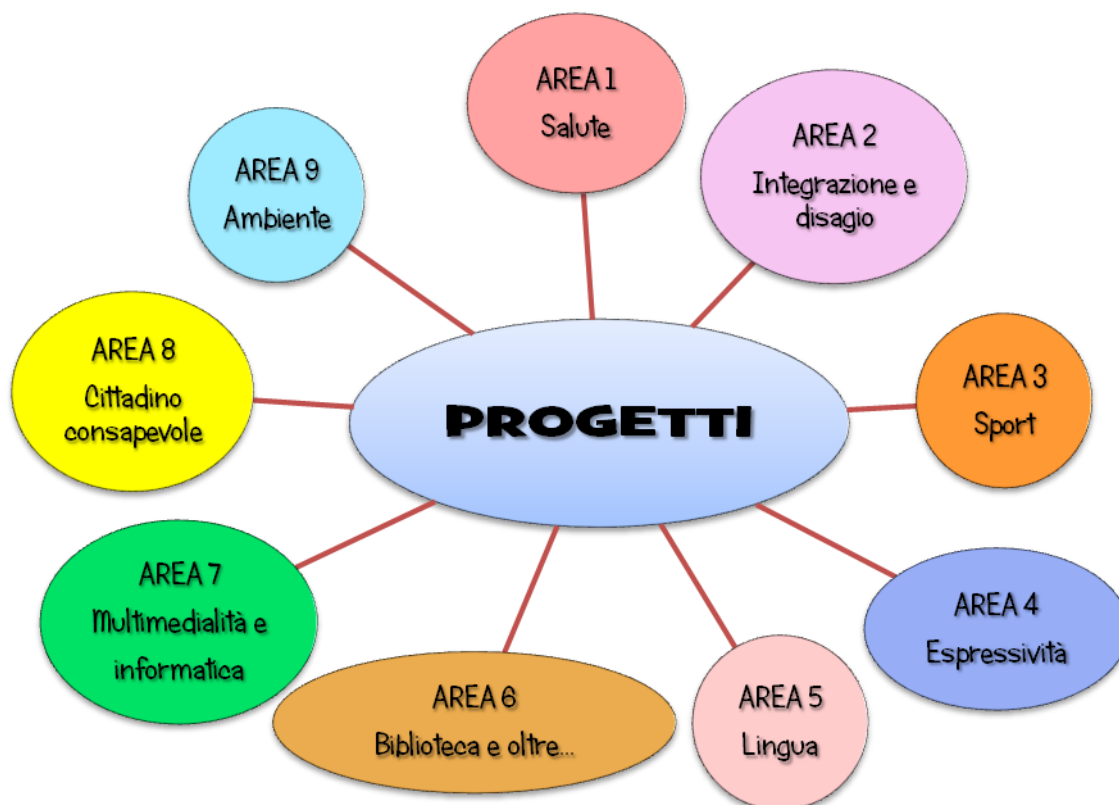 PROGETTI
AREA 1
Salute
AREA 2
Integrazione e
disagio
AREA 3
Sport
AREA 4
Espressività
AREA 5
Lingua
AREA 6
Biblioteca e oltre...
AREA 7
Multimedialità e
informatica
AREA 8
Cittadino
consapevole
AREA 9
Ambiente